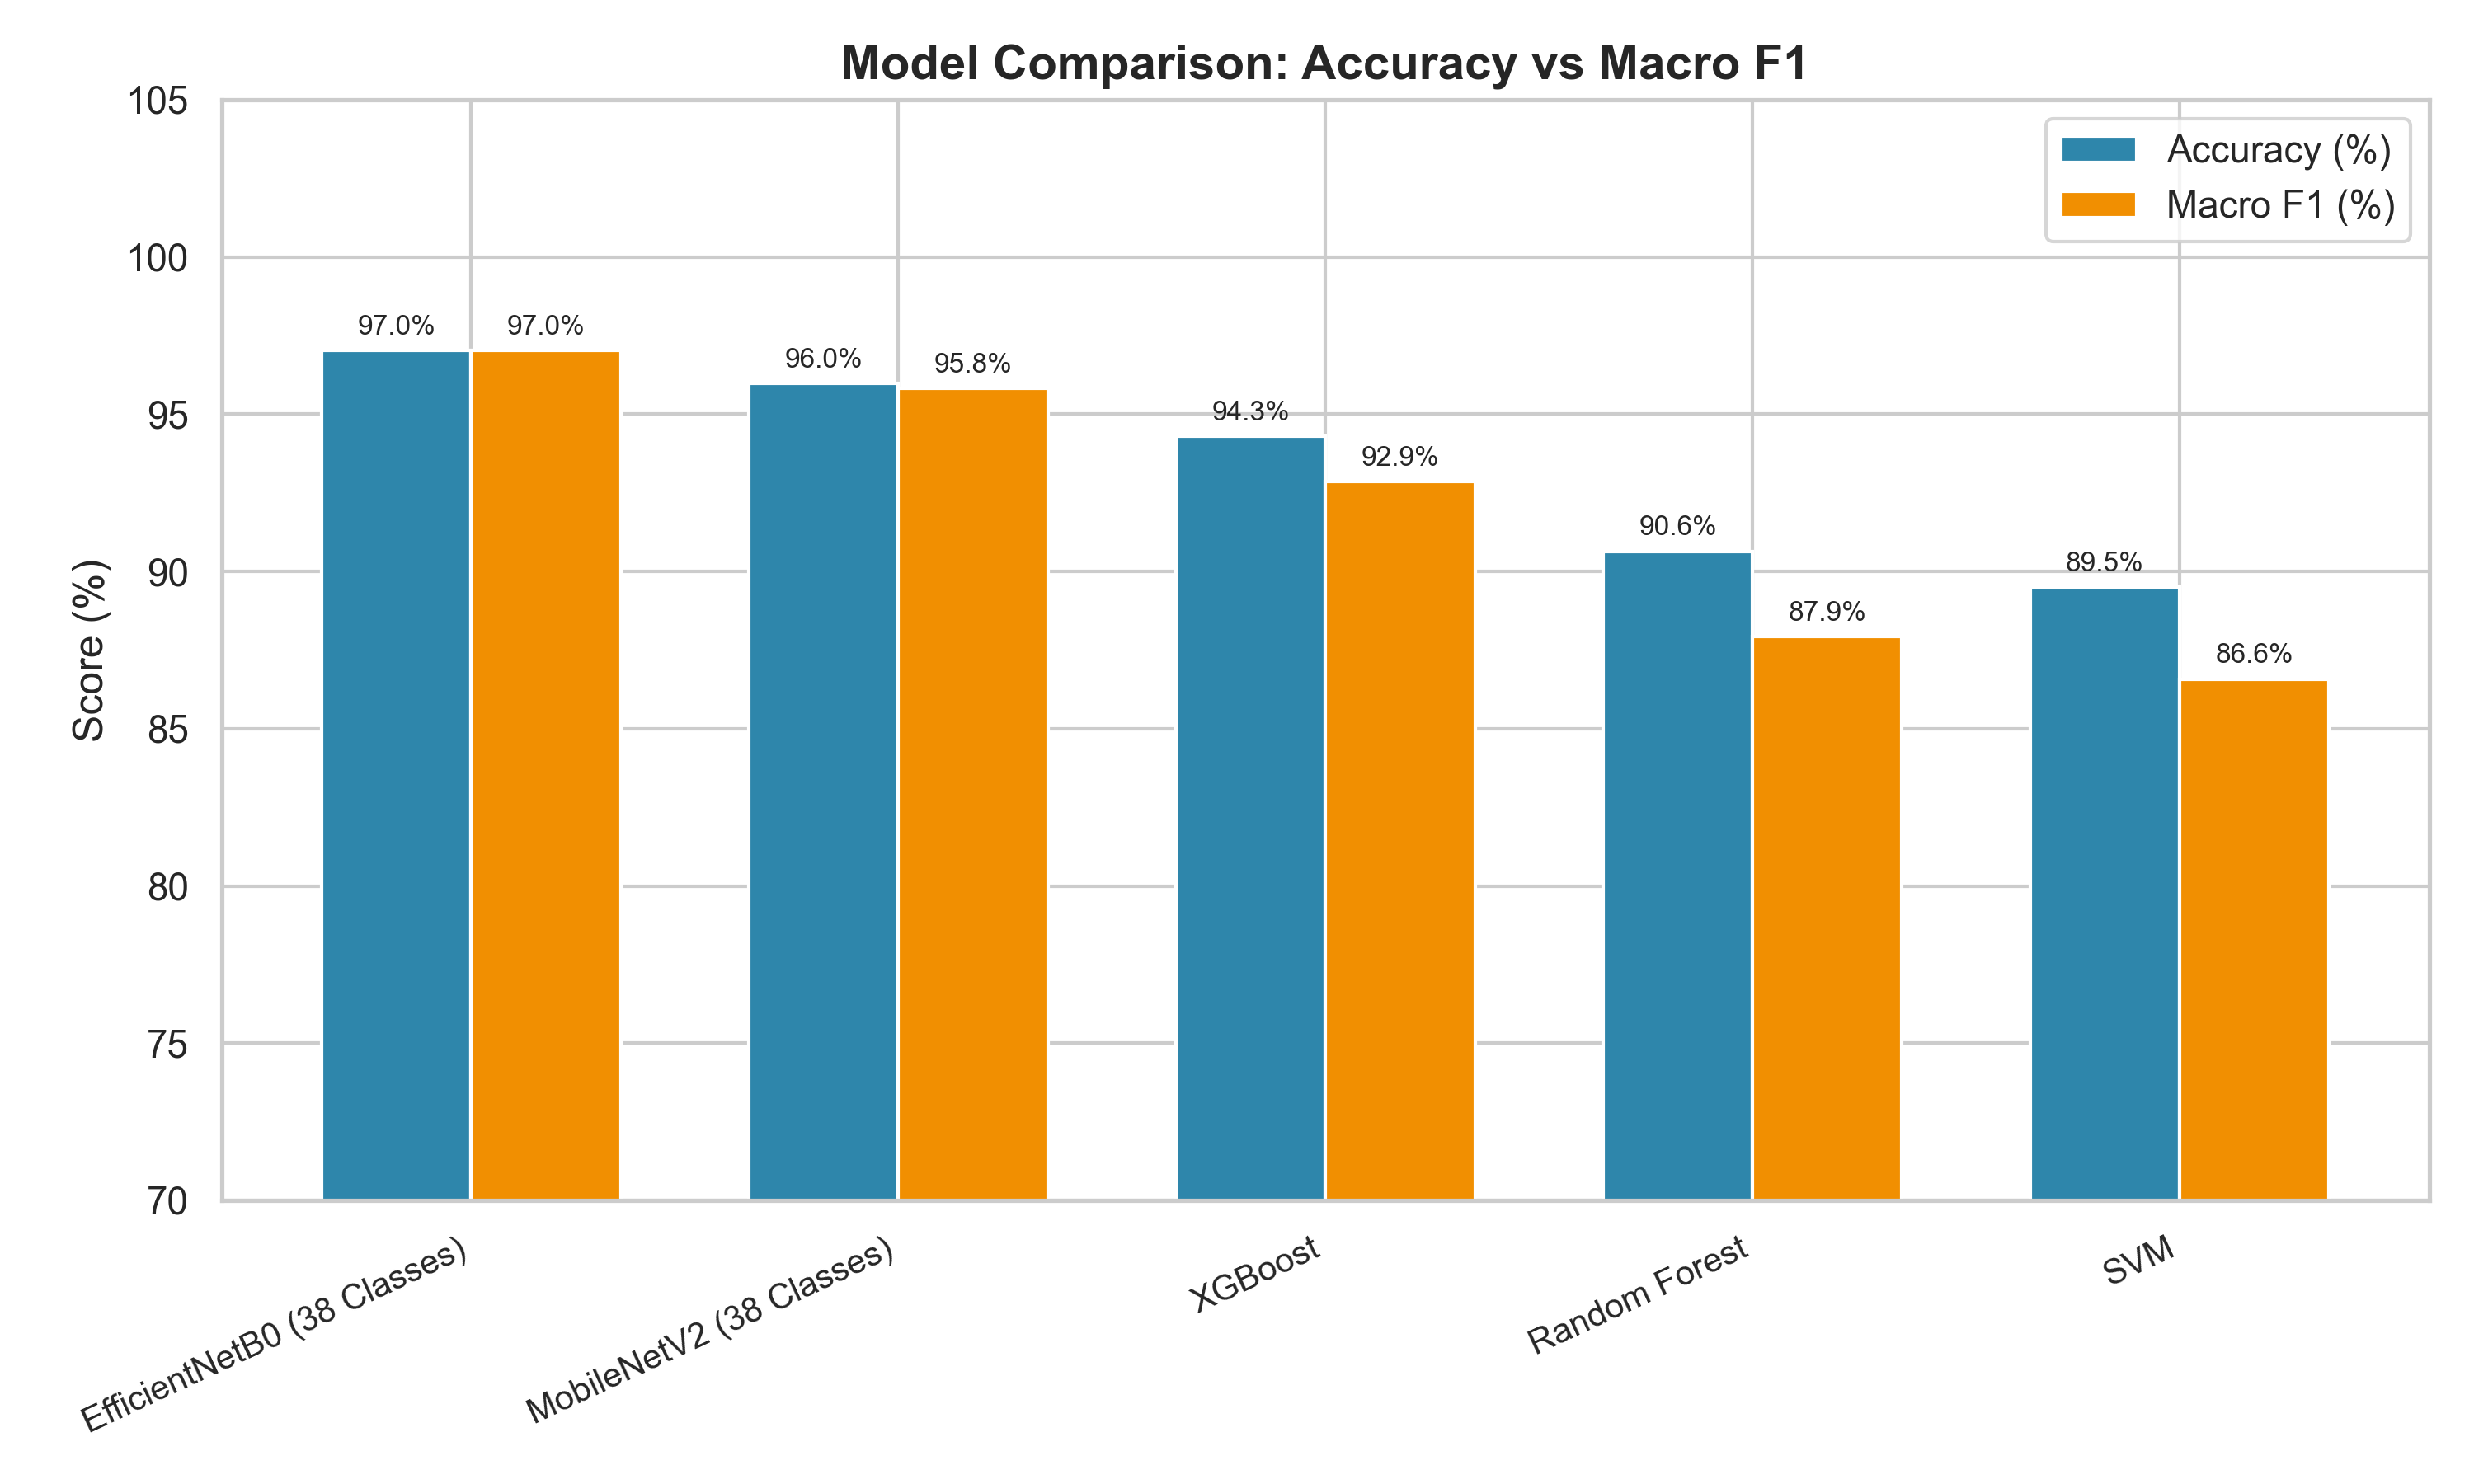 Model Comparison: Accuracy vs Macro F1
Accuracy (%)
Macro F1 (%)
Score (%)
105
100
95
90
85
80
75
70
97.0%
97.0%
96.0%
95.8%
94.3%
92.9%
90.6%
87.9%
89.5%
86.6%
EfficientNetB0 (38 Classes)
MobileNetV2 (38 Classes)
XGBoost
Random Forest
SVM